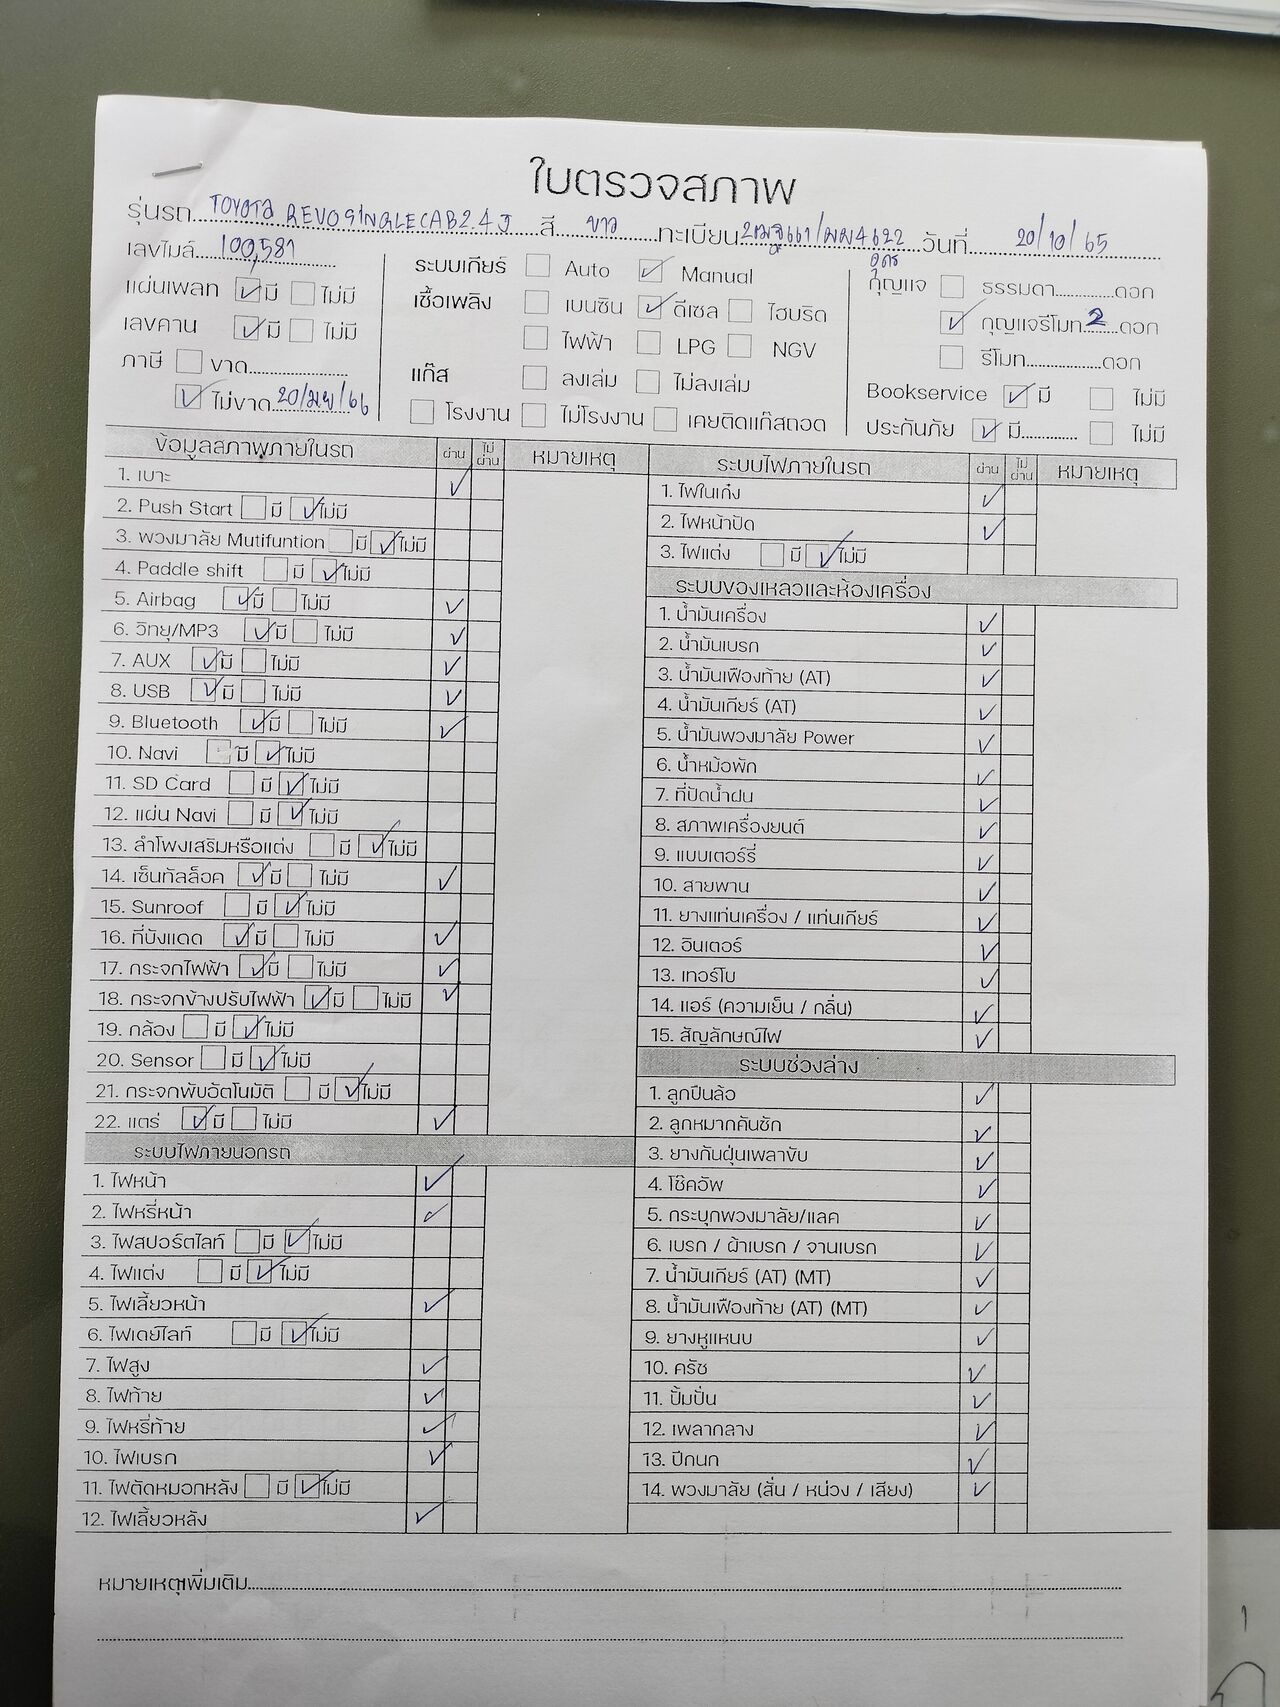 ใบตรวจสภาพ
รุ่นรถ TOYOTA REVO SINGLECAB 2.4 J สี ขาว ทะเบียน 2ฒฐ661/ผผ4622 วันที่ 20/10/65
เลขไมล์ 100,581
แผ่นเพลท ✓ มี ไม่มี
เลขคาน ✓ มี ไม่มี
ภาษี ขาด
✓ ไม่ขาด 20/เมย/66
ระบบเกียร์ Auto ✓ Manual
เชื้อเพลิง เบนซิน ✓ ดีเซล ไฮบริด
ไฟฟ้า LPG NGV
แก๊ส ลงเล่ม ไม่ลงเล่ม
โรงงาน ไม่โรงงาน เคยติดแก๊สถอด
กุญแจ ธรรมดา ดอก
✓ กุญแจรีโมท 2 ดอก
รีโมท ดอก
Bookservice ✓ มี ไม่มี
ประกันภัย ✓ มี ไม่มี
ข้อมูลสภาพภายในรถ ผ่าน ไม่ผ่าน หมายเหตุ
1. เบาะ ✓
2. Push Start มี ✓ ไม่มี
3. พวงมาลัย Mutifuntion มี ✓ ไม่มี
4. Paddle shift มี ✓ ไม่มี
5. Airbag ✓ มี ไม่มี ✓
6. วิทยุ/MP3 ✓ มี ไม่มี ✓
7. AUX ✓ มี ไม่มี ✓
8. USB ✓ มี ไม่มี ✓
9. Bluetooth ✓ มี ไม่มี ✓
10. Navi มี ✓ ไม่มี
11. SD Card มี ✓ ไม่มี
12. แผ่น Navi มี ✓ ไม่มี
13. ลำโพงเสริมหรือแต่ง มี ✓ ไม่มี
14. เซ็นทัลล็อค ✓ มี ไม่มี ✓
15. Sunroof มี ✓ ไม่มี
16. ที่บังแดด ✓ มี ไม่มี ✓
17. กระจกไฟฟ้า ✓ มี ไม่มี ✓
18. กระจกข้างปรับไฟฟ้า ✓ มี ไม่มี ✓
19. กล้อง มี ✓ ไม่มี
20. Sensor มี ✓ ไม่มี
21. กระจกพับอัตโนมัติ มี ✓ ไม่มี
22. แตร่ ✓ มี ไม่มี ✓
ระบบไฟภายนอกรถ
1. ไฟหน้า ✓
2. ไฟหรี่หน้า ✓
3. ไฟสปอร์ตไลท์ มี ✓ ไม่มี
4. ไฟแต่ง มี ✓ ไม่มี
5. ไฟเลี้ยวหน้า ✓
6. ไฟเดย์ไลท์ มี ✓ ไม่มี
7. ไฟสูง ✓
8. ไฟท้าย ✓
9. ไฟหรี่ท้าย ✓
10. ไฟเบรก ✓
11. ไฟตัดหมอกหลัง มี ✓ ไม่มี
12. ไฟเลี้ยวหลัง ✓
ระบบไฟภายในรถ ผ่าน ไม่ผ่าน หมายเหตุ
1. ไฟในเก๋ง ✓
2. ไฟหน้าปัด ✓
3. ไฟแต่ง มี ✓ ไม่มี
ระบบของเหลวและห้องเครื่อง
1. น้ำมันเครื่อง ✓
2. น้ำมันเบรก ✓
3. น้ำมันเฟืองท้าย (AT) ✓
4. น้ำมันเกียร์ (AT) ✓
5. น้ำมันพวงมาลัย Power ✓
6. น้ำหม้อพัก ✓
7. ที่ปัดน้ำฝน ✓
8. สภาพเครื่องยนต์ ✓
9. แบบเตอร์รี่ ✓
10. สายพาน ✓
11. ยางแท่นเครื่อง / แท่นเกียร์ ✓
12. อินเตอร์ ✓
13. เทอร์โบ ✓
14. แอร์ (ความเย็น / กลิ่น) ✓
15. สัญลักษณ์ไฟ ✓
ระบบช่วงล่าง
1. ลูกปืนล้อ ✓
2. ลูกหมากคันชัก ✓
3. ยางกันฝุ่นเพลาขับ ✓
4. โช๊คอัพ ✓
5. กระบุกพวงมาลัย/แลค ✓
6. เบรก / ผ้าเบรก / จานเบรก ✓
7. น้ำมันเกียร์ (AT) (MT) ✓
8. น้ำมันเฟืองท้าย (AT) (MT) ✓
9. ยางหูแหนบ ✓
10. ครัช ✓
11. ปั้มปั่น ✓
12. เพลากลาง ✓
13. ปีกนก ✓
14. พวงมาลัย (สั่น / หน่วง / เสียง) ✓
หมายเหตุเพิ่มเติม